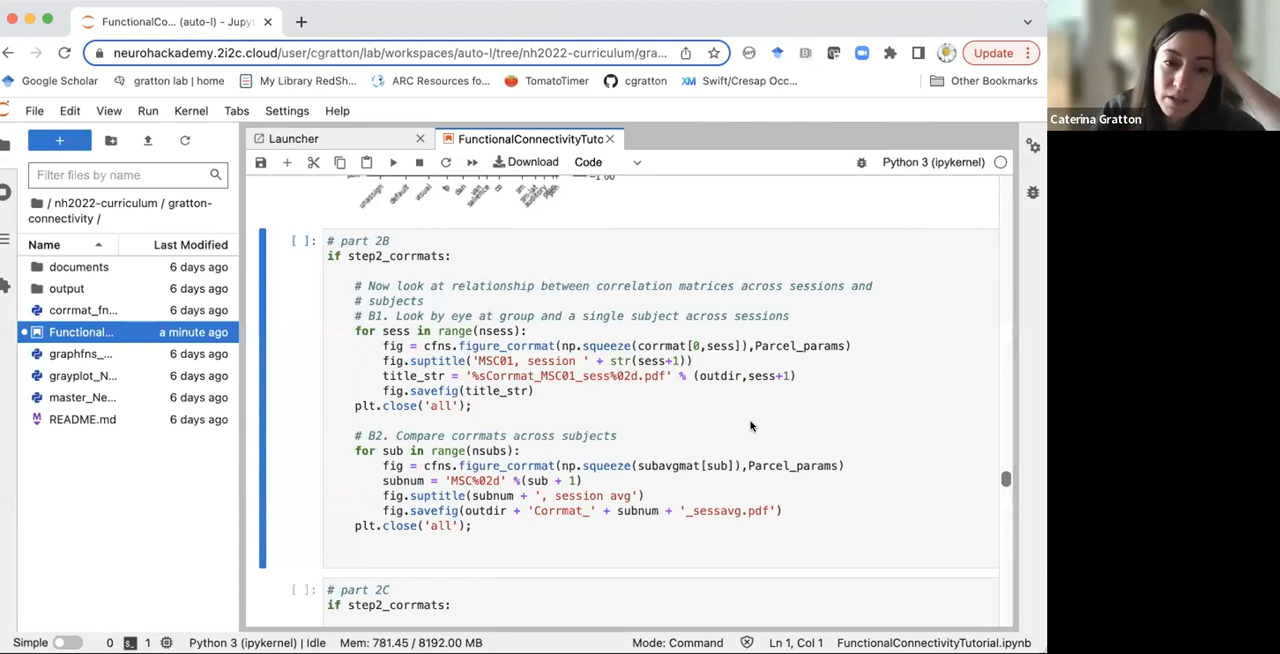 FunctionalCo... (auto-l) - Jupyt
neurohackademy.2i2c.cloud/user/cgratton/lab/workspaces/auto-l/tree/nh2022-curriculum/gra...
Update
Google Scholar
gratton lab | home
My Library RedSh...
ARC Resources fo...
TomatoTimer
cgratton
Swift/Cresap Occ...
Other Bookmarks
Caterina Gratton
File Edit View Run Kernel Tabs Settings Help
Launcher
FunctionalConnectivityTuto
Download
Code
Python 3 (ipykernel)
Filter files by name
/ nh2022-curriculum / gratton-
connectivity /
Name Last Modified
documents 6 days ago
output 6 days ago
corrmat_fn... 6 days ago
Functional... a minute ago
graphfns_... 6 days ago
grayplot_N... 6 days ago
master_Ne... 6 days ago
README.md 6 days ago
unassign
default
visual
fp
dan
van
salience
co
auditory
[ ]:
# part 2B
if step2_corrmats:
# Now look at relationship between correlation matrices across sessions and
# subjects
# B1. Look by eye at group and a single subject across sessions
for sess in range(nsess):
fig = cfns.figure_corrmat(np.squeeze(corrmat[0,sess]),Parcel_params)
fig.suptitle('MSC01, session ' + str(sess+1))
title_str = '%sCorrmat_MSC01_sess%02d.pdf' % (outdir,sess+1)
fig.savefig(title_str)
plt.close('all');
# B2. Compare corrmats across subjects
for sub in range(nsubs):
fig = cfns.figure_corrmat(np.squeeze(subavgmat[sub]),Parcel_params)
subnum = 'MSC%02d' %(sub + 1)
fig.suptitle(subnum + ', session avg')
fig.savefig(outdir + 'Corrmat_' + subnum + '_sessavg.pdf')
plt.close('all');
[ ]:
# part 2C
if step2_corrmats:
Simple
0
1
Python 3 (ipykernel) | Idle
Mem: 781.45 / 8192.00 MB
Mode: Command
Ln 1, Col 1
FunctionalConnectivityTutorial.ipynb